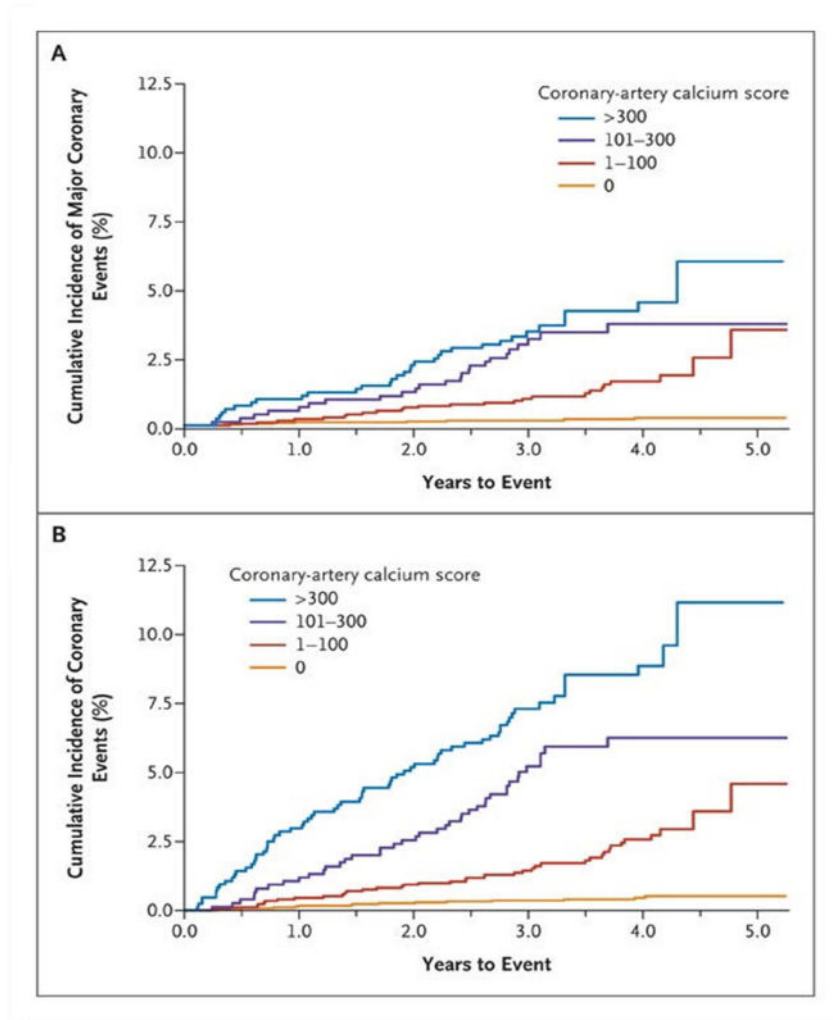 A
Coronary-artery calcium score
>300
101–300
1–100
0
Cumulative Incidence of Major Coronary
Events (%)
12.5
10.0
7.5
5.0
2.5
0.0
0.0 1.0 2.0 3.0 4.0 5.0
Years to Event
B
Coronary-artery calcium score
>300
101–300
1–100
0
Cumulative Incidence of Coronary
Events (%)
12.5
10.0
7.5
5.0
2.5
0.0
0.0 1.0 2.0 3.0 4.0 5.0
Years to Event